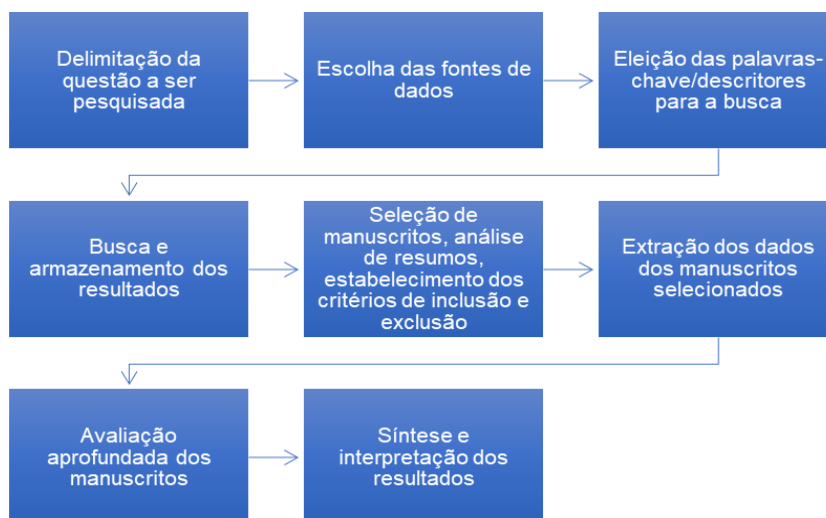 Delimitação da
questão a ser
pesquisada
Escolha das fontes de
dados
Eleição das palavras-
chave/descritores
para a busca
Busca e
armazenamento dos
resultados
Seleção de
manuscritos, análise
de resumos,
estabelecimento dos
critérios de inclusão e
exclusão
Extração dos dados
dos manuscritos
selecionados
Avaliação
aprofundada dos
manuscritos
Síntese e
interpretação dos
resultados